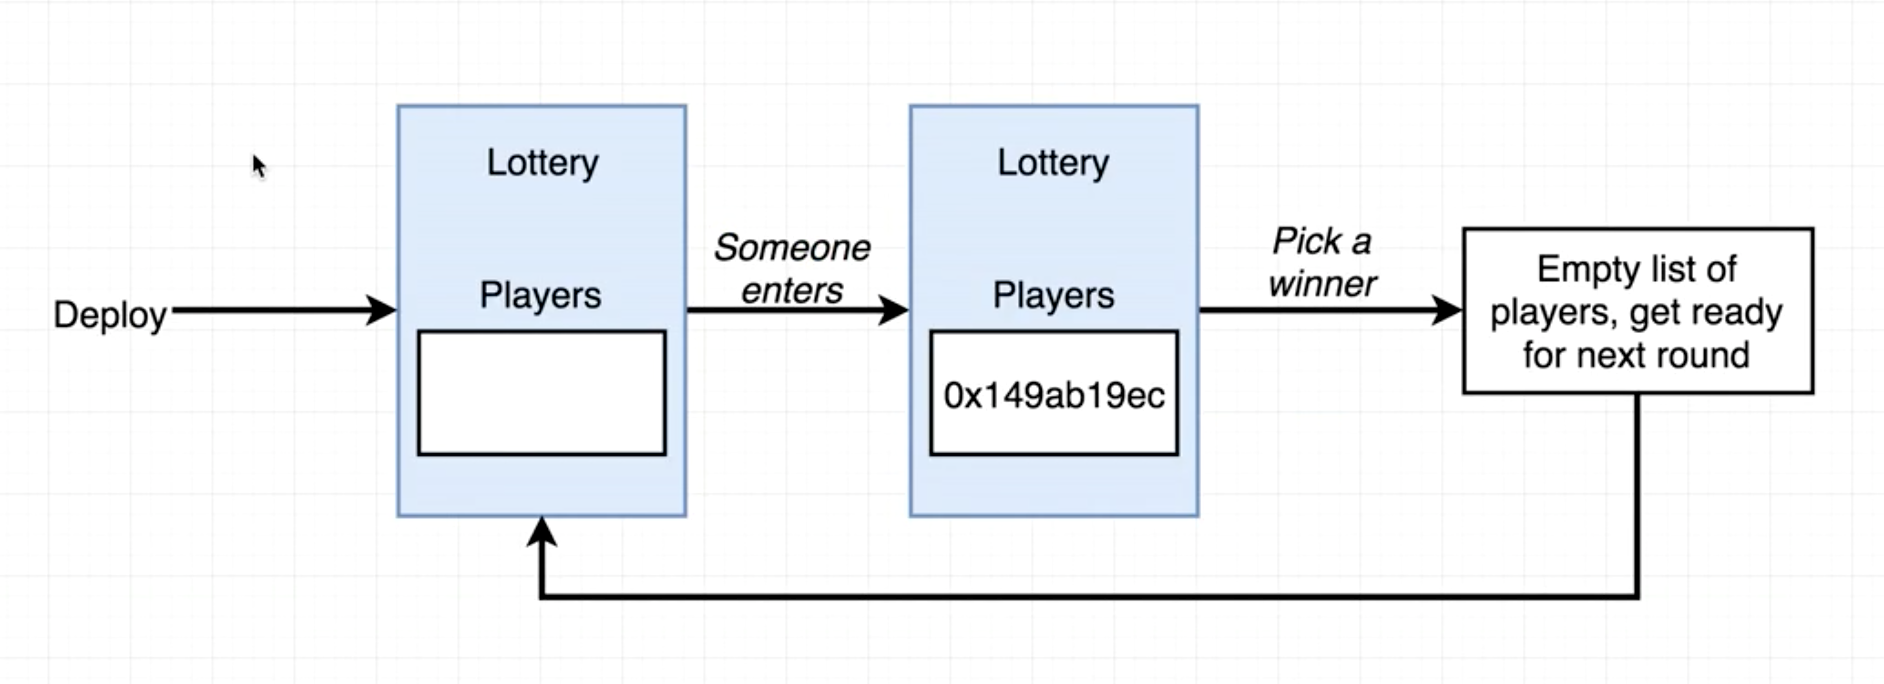 Deploy
Lottery
Players
Someone
enters
Lottery
Players
0x149ab19ec
Pick a
winner
Empty list of
players, get ready
for next round